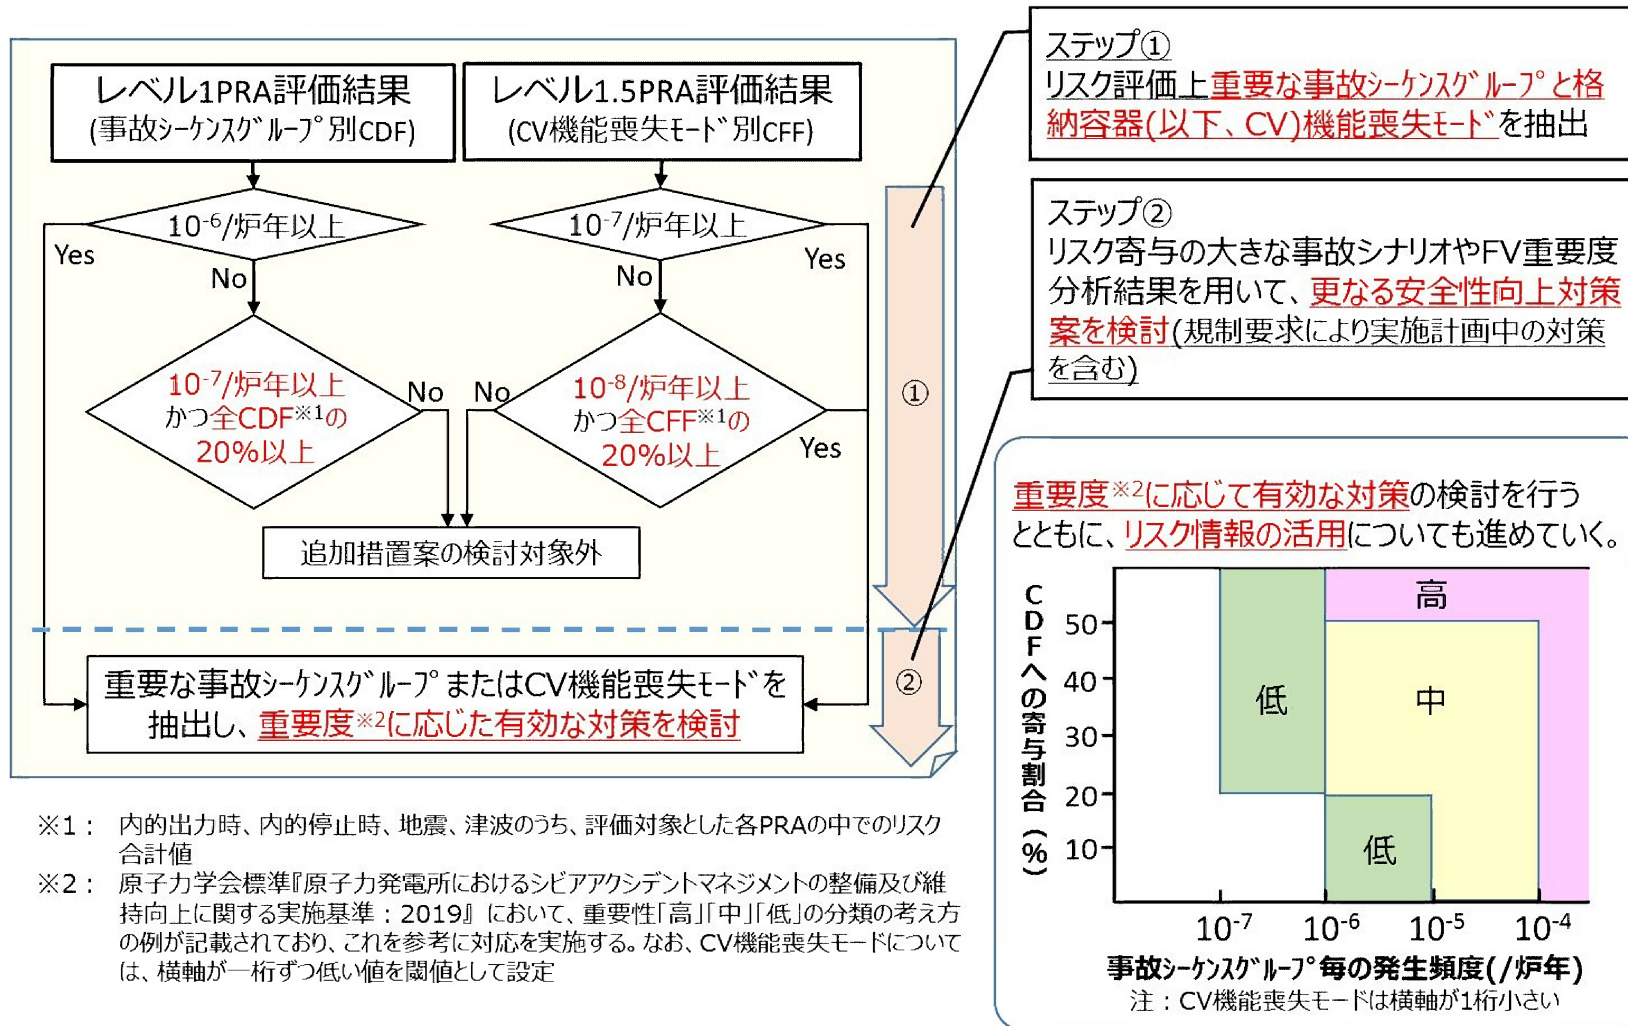 レベル1PRA評価結果
(事故ｼｰｹﾝｽｸﾞﾙｰﾌﾟ別CDF)
レベル1.5PRA評価結果
(CV機能喪失ﾓｰﾄﾞ別CFF)
10-6/炉年以上
10-7/炉年以上
Yes
No
No
Yes
10-7/炉年以上
かつ全CDF※1の
20%以上
No
No
10-8/炉年以上
かつ全CFF※1の
20%以上
Yes
追加措置案の検討対象外
①
②
重要な事故ｼｰｹﾝｽｸﾞﾙｰﾌﾟまたはCV機能喪失ﾓｰﾄﾞを
抽出し、重要度※2に応じた有効な対策を検討
ステップ①
リスク評価上重要な事故ｼｰｹﾝｽｸﾞﾙｰﾌﾟと格
納容器(以下、CV)機能喪失ﾓｰﾄﾞを抽出
ステップ②
リスク寄与の大きな事故シナリオやFV重要度
分析結果を用いて、更なる安全性向上対策
案を検討(規制要求により実施計画中の対策
を含む)
重要度※2に応じて有効な対策の検討を行う
とともに、リスク情報の活用についても進めていく。
CDFへの寄与割合(%)
50
40
30
20
10
高
中
低
低
10-7
10-6
10-5
10-4
事故ｼｰｹﾝｽｸﾞﾙｰﾌﾟ毎の発生頻度(/炉年)
注：CV機能喪失モードは横軸が1桁小さい
※1： 内的出力時、内的停止時、地震、津波のうち、評価対象とした各PRAの中でのリスク
合計値
※2： 原子力学会標準『原子力発電所におけるシビアアクシデントマネジメントの整備及び維
持向上に関する実施基準：2019』において、重要性｢高｣｢中｣｢低｣の分類の考え方
の例が記載されており、これを参考に対応を実施する。なお、CV機能喪失モードについて
は、横軸が一桁ずつ低い値を閾値として設定